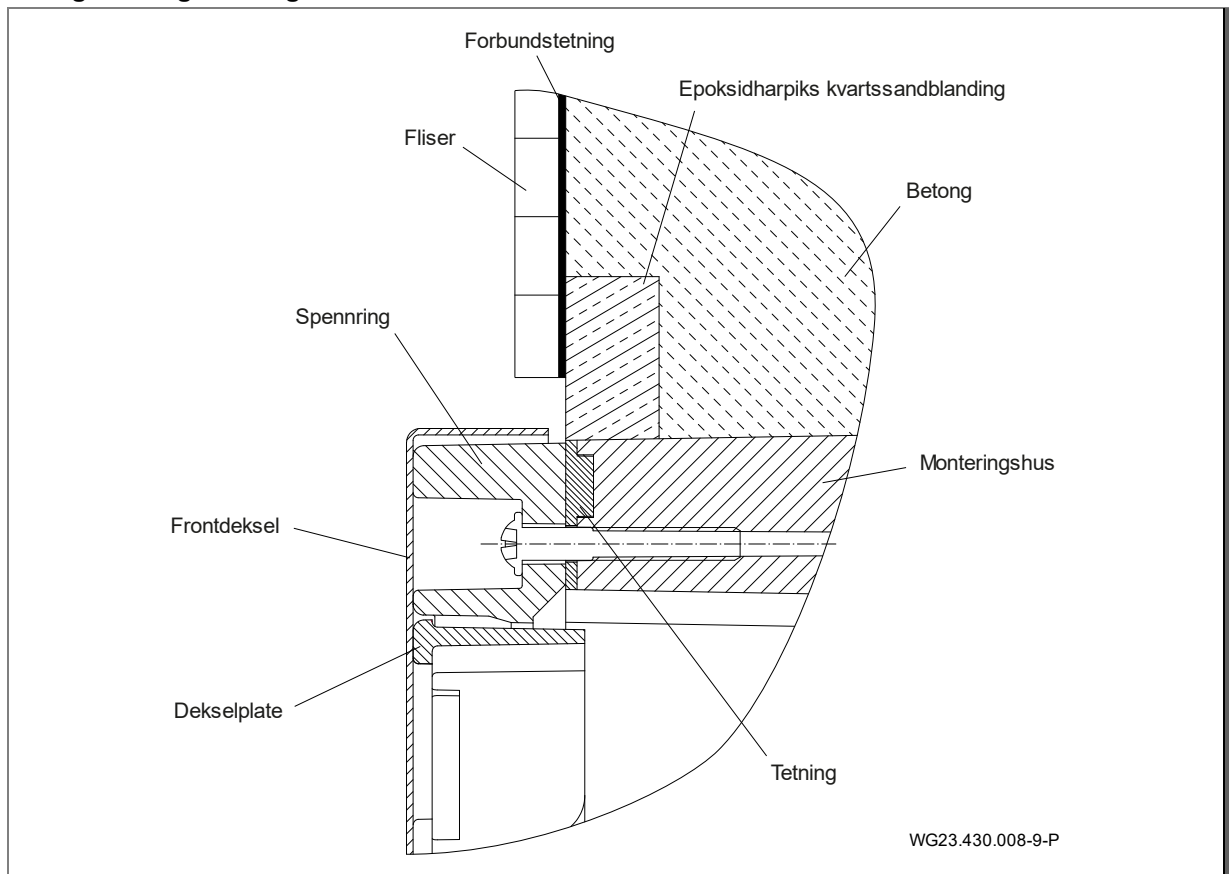 Forbundstetning
Epoksidharpiks kvartssandblanding
Fliser
Betong
Spennring
Monteringshus
Frontdeksel
Dekselplate
Tetning
WG23.430.008-9-P